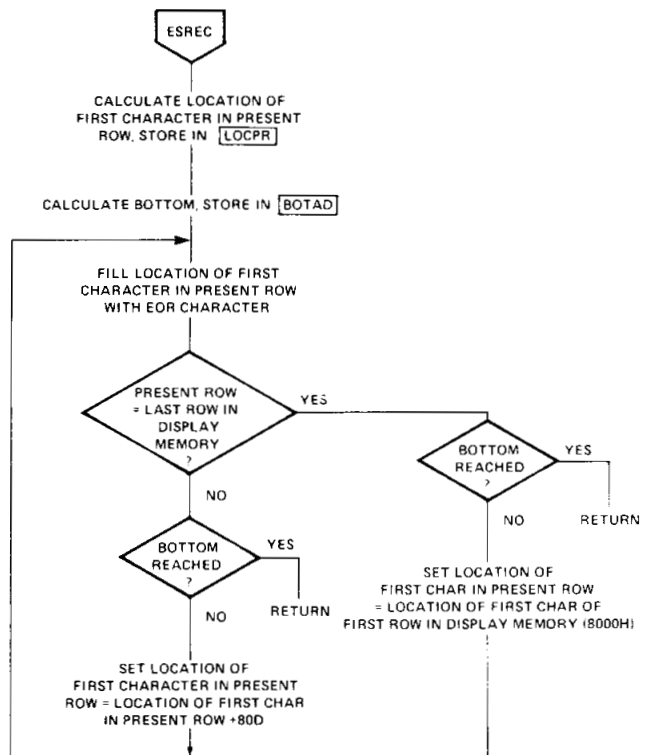 ESREC
CALCULATE LOCATION OF
FIRST CHARACTER IN PRESENT
ROW, STORE IN LOCPR
CALCULATE BOTTOM, STORE IN BOTAD
FILL LOCATION OF FIRST
CHARACTER IN PRESENT ROW
WITH EOR CHARACTER
PRESENT ROW
= LAST ROW IN
DISPLAY
MEMORY
?
YES
NO
BOTTOM
REACHED
?
YES
RETURN
NO
SET LOCATION OF
FIRST CHAR IN PRESENT ROW
= LOCATION OF FIRST CHAR OF
FIRST ROW IN DISPLAY MEMORY (8000H)
BOTTOM
REACHED
?
YES
RETURN
NO
SET LOCATION OF
FIRST CHARACTER IN PRESENT
ROW = LOCATION OF FIRST CHAR
IN PRESENT ROW +80D